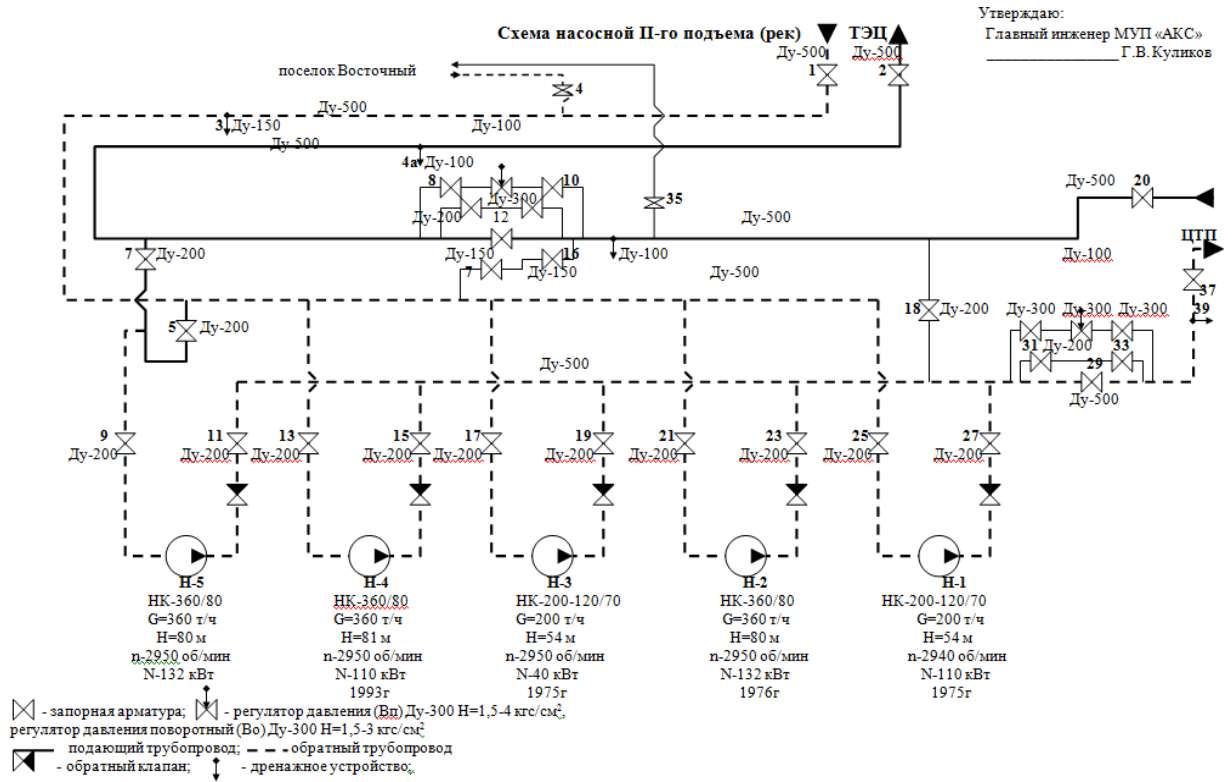 Утверждаю:
Главный инженер МУП «АКС»
________________ Г.В. Куликов
Схема насосной II-го подъема (рек)
ТЭЦ
Ду-500
Ду-500
1
2
поселок Восточный
4
Ду-500
3
Ду-150
Ду-100
Ду-500
4а
Ду-100
8
10
Ду-300
Ду-200
12
35
Ду-500
Ду-500
20
7
Ду-200
Ду-150
16
7
Ду-150
Ду-100
Ду-500
Ду-100
ЦТП
37
5
Ду-200
18
Ду-200
Ду-300
Ду-300
Ду-300
39
31
Ду-200
33
29
Ду-500
Ду-500
9
Ду-200
11
Ду-200
13
Ду-200
15
Ду-200
17
Ду-200
19
Ду-200
21
Ду-200
23
Ду-200
25
Ду-200
27
Ду-200
Н-5
НК-360/80
G=360 т/ч
Н=80 м
n-2950 об/мин
N-132 кВт
Н-4
НК-360/80
G=360 т/ч
Н=81 м
n-2950 об/мин
N-110 кВт
1993г
Н-3
НК-200-120/70
G=200 т/ч
Н=54 м
n-2950 об/мин
N-40 кВт
1975г
Н-2
НК-360/80
G=360 т/ч
Н=80 м
n-2950 об/мин
N-132 кВт
1976г
Н-1
НК-200-120/70
G=200 т/ч
Н=54 м
n-2940 об/мин
N-110 кВт
1975г
- запорная арматура; - регулятор давления (Вп) Ду-300 Н=1,5-4 кгс/см²,
регулятор давления поворотный (Во) Ду-300 Н=1,5-3 кгс/см²
подающий трубопровод; - обратный трубопровод
- обратный клапан; - дренажное устройство;